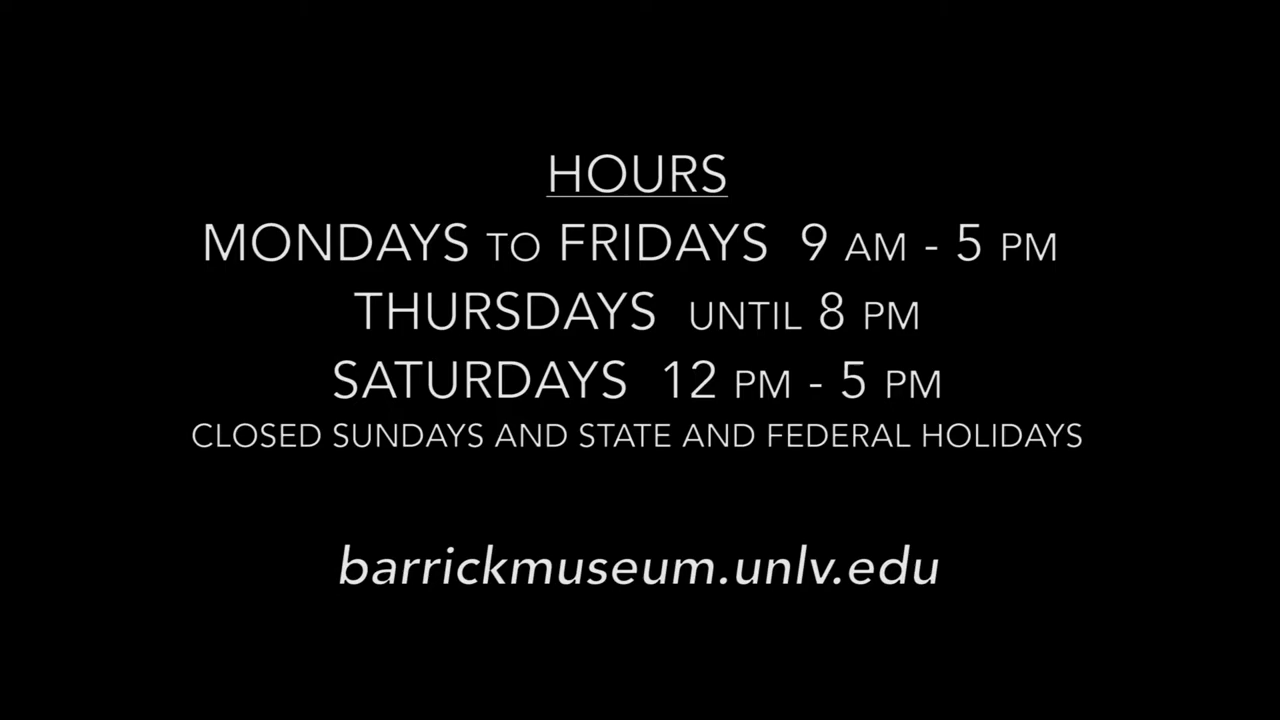 HOURS
MONDAYS TO FRIDAYS 9 AM - 5 PM
THURSDAYS UNTIL 8 PM
SATURDAYS 12 PM - 5 PM
CLOSED SUNDAYS AND STATE AND FEDERAL HOLIDAYS
barrickmuseum.unlv.edu